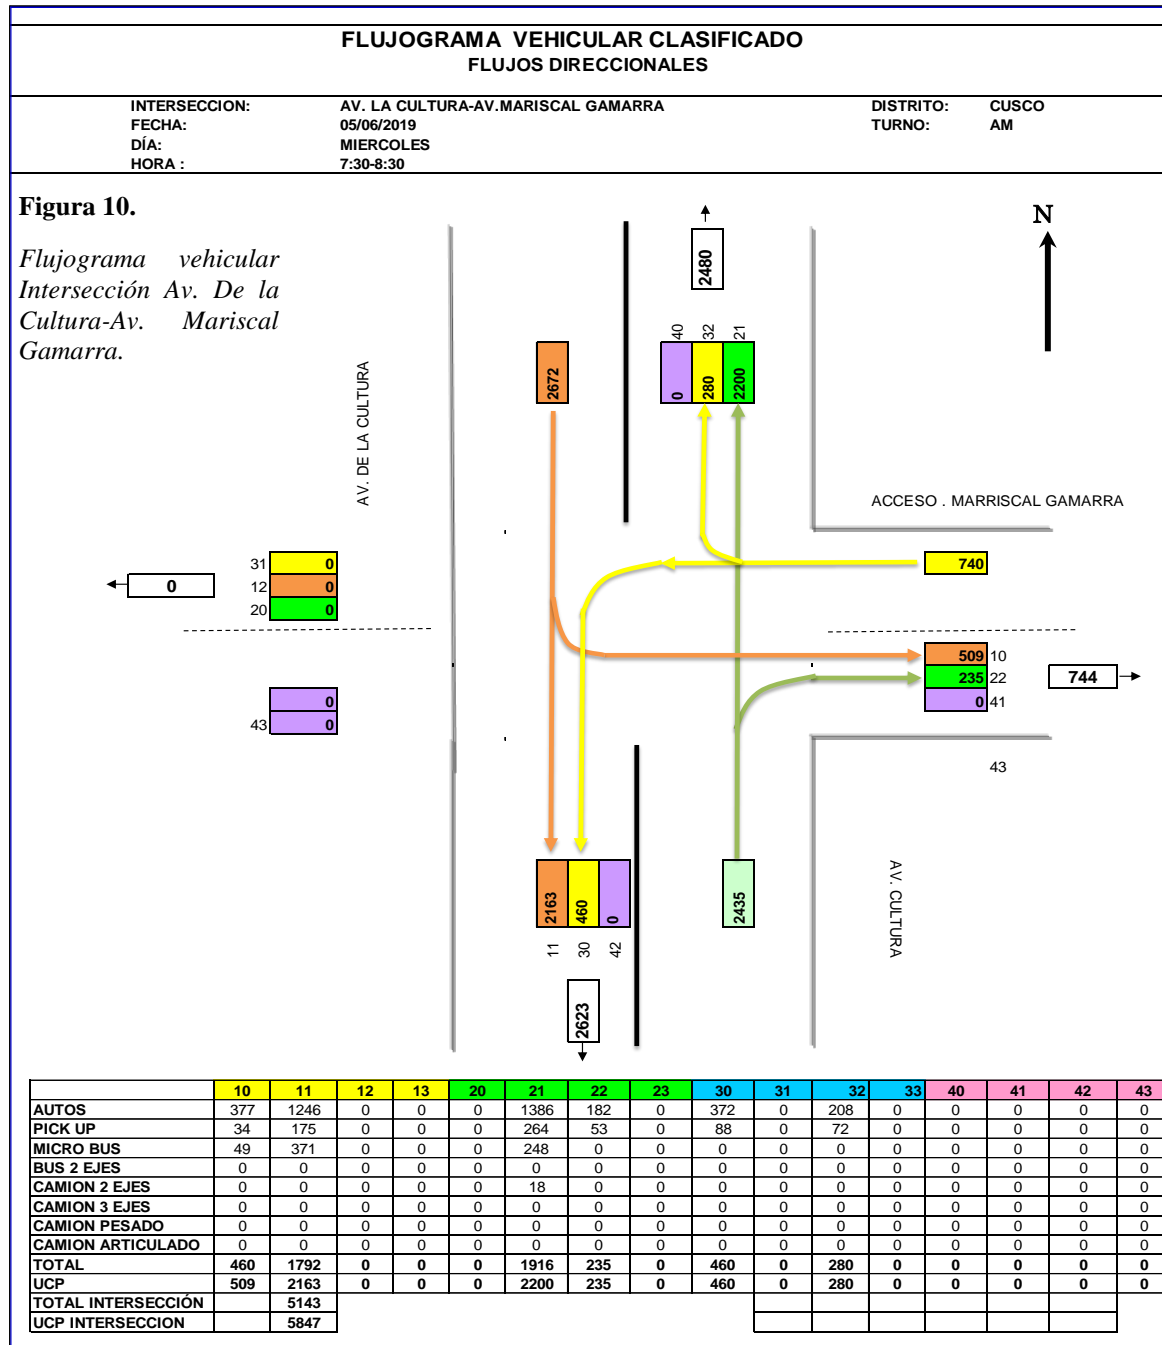 FLUJOGRAMA VEHICULAR CLASIFICADO
FLUJOS DIRECCIONALES
INTERSECCION: AV. LA CULTURA-AV.MARISCAL GAMARRA DISTRITO: CUSCO
FECHA: 05/06/2019 TURNO: AM
DÍA: MIERCOLES
HORA : 7:30-8:30
Figura 10.
Flujograma vehicular
Intersección Av. De la
Cultura-Av. Mariscal
Gamarra.
N
2480
40 32 21
2672
0 280 2200
AV. DE LA CULTURA
ACCESO . MARRISCAL GAMARRA
31 0
12 0
20 0
0
740
509 10
235 22
0 41
744
0
43 0
43
2163 460 0
11 30 42
2435
AV. CULTURA
2623
10 11 12 13 20 21 22 23 30 31 32 33 40 41 42 43
AUTOS 377 1246 0 0 0 1386 182 0 372 0 208 0 0 0 0 0
PICK UP 34 175 0 0 0 264 53 0 88 0 72 0 0 0 0 0
MICRO BUS 49 371 0 0 0 248 0 0 0 0 0 0 0 0 0 0
BUS 2 EJES 0 0 0 0 0 0 0 0 0 0 0 0 0 0 0 0
CAMION 2 EJES 0 0 0 0 0 18 0 0 0 0 0 0 0 0 0 0
CAMION 3 EJES 0 0 0 0 0 0 0 0 0 0 0 0 0 0 0 0
CAMION PESADO 0 0 0 0 0 0 0 0 0 0 0 0 0 0 0 0
CAMION ARTICULADO 0 0 0 0 0 0 0 0 0 0 0 0 0 0 0 0
TOTAL 460 1792 0 0 0 1916 235 0 460 0 280 0 0 0 0 0
UCP 509 2163 0 0 0 2200 235 0 460 0 280 0 0 0 0 0
TOTAL INTERSECCIÓN 5143
UCP INTERSECCION 5847